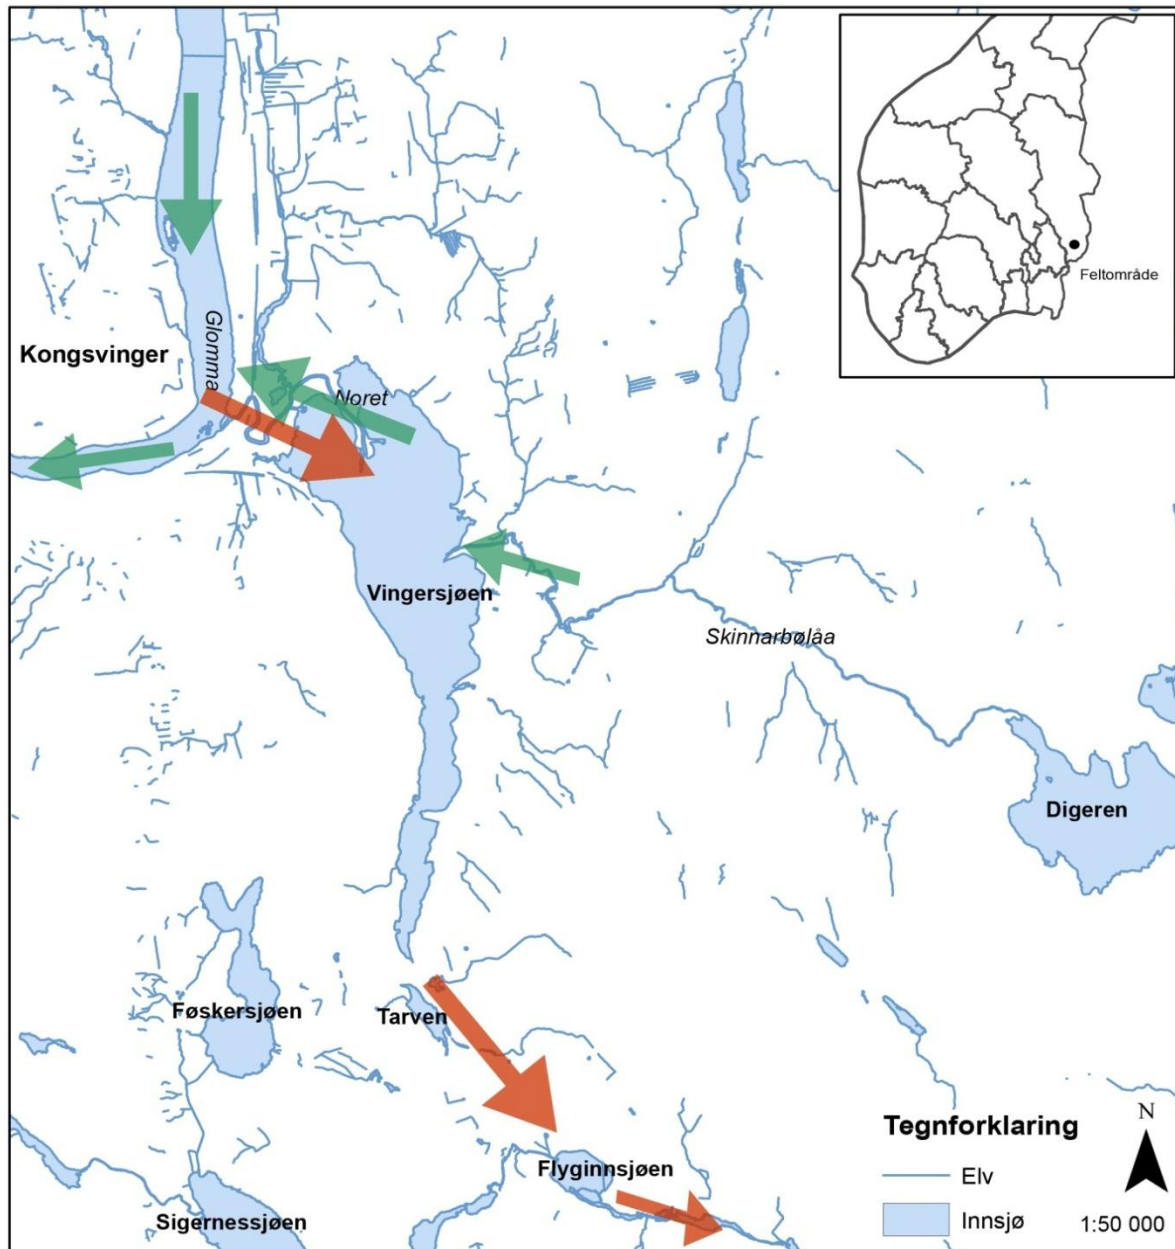 Feltområde
Kongsvinger
Glomma
Noret
Vingersjøen
Skinnarbølåa
Digeren
Føskersjøen
Tarven
Flyginnsjøen
Sigernessjøen
Tegnforklaring
Elv
Innsjø
N
1:50 000